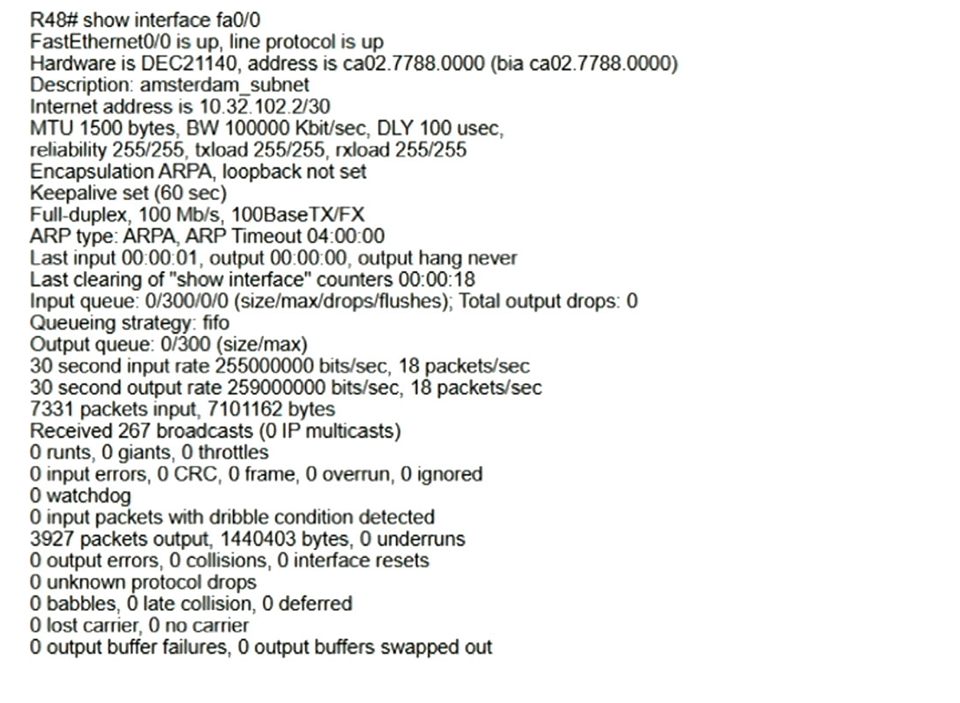 R48# show interface fa0/0
FastEthernet0/0 is up, line protocol is up
Hardware is DEC21140, address is ca02.7788.0000 (bia ca02.7788.0000)
Description: amsterdam_subnet
Internet address is 10.32.102.2/30
MTU 1500 bytes, BW 100000 Kbit/sec, DLY 100 usec,
reliability 255/255, txload 255/255, rxload 255/255
Encapsulation ARPA, loopback not set
Keepalive set (60 sec)
Full-duplex, 100 Mb/s, 100BaseTX/FX
ARP type: ARPA, ARP Timeout 04:00:00
Last input 00:00:01, output 00:00:00, output hang never
Last clearing of "show interface" counters 00:00:18
Input queue: 0/300/0/0 (size/max/drops/flushes); Total output drops: 0
Queueing strategy: fifo
Output queue: 0/300 (size/max)
30 second input rate 255000000 bits/sec, 18 packets/sec
30 second output rate 259000000 bits/sec, 18 packets/sec
7331 packets input, 7101162 bytes
Received 267 broadcasts (0 IP multicasts)
0 runts, 0 giants, 0 throttles
0 input errors, 0 CRC, 0 frame, 0 overrun, 0 ignored
0 watchdog
0 input packets with dribble condition detected
3927 packets output, 1440403 bytes, 0 underruns
0 output errors, 0 collisions, 0 interface resets
0 unknown protocol drops
0 babbles, 0 late collision, 0 deferred
0 lost carrier, 0 no carrier
0 output buffer failures, 0 output buffers swapped out